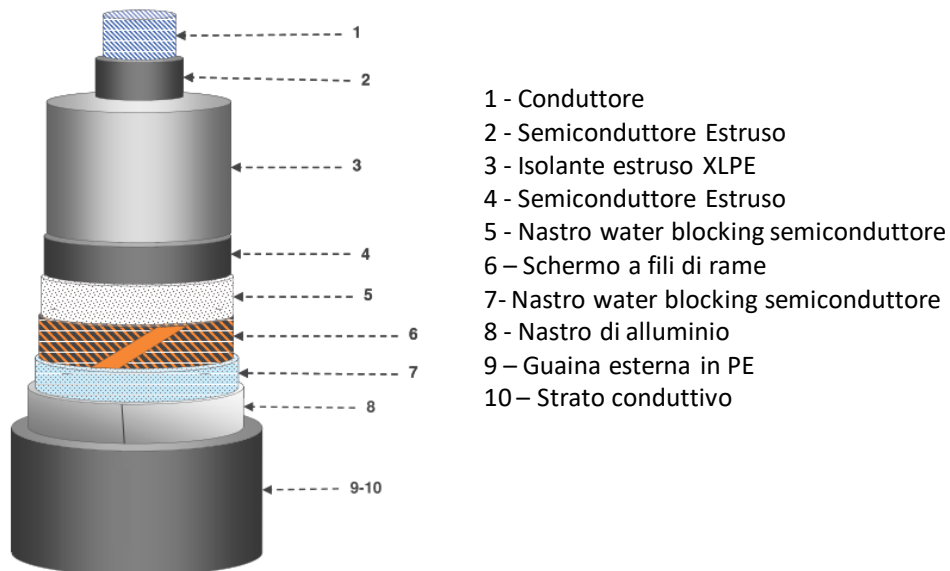 1
2
3
4
5
6
7
8
9-10
1 - Conduttore
2 - Semiconduttore Estruso
3 - Isolante estruso XLPE
4 - Semiconduttore Estruso
5 - Nastro water blocking semiconduttore
6 – Schermo a fili di rame
7- Nastro water blocking semiconduttore
8 - Nastro di alluminio
9 – Guaina esterna in PE
10 – Strato conduttivo